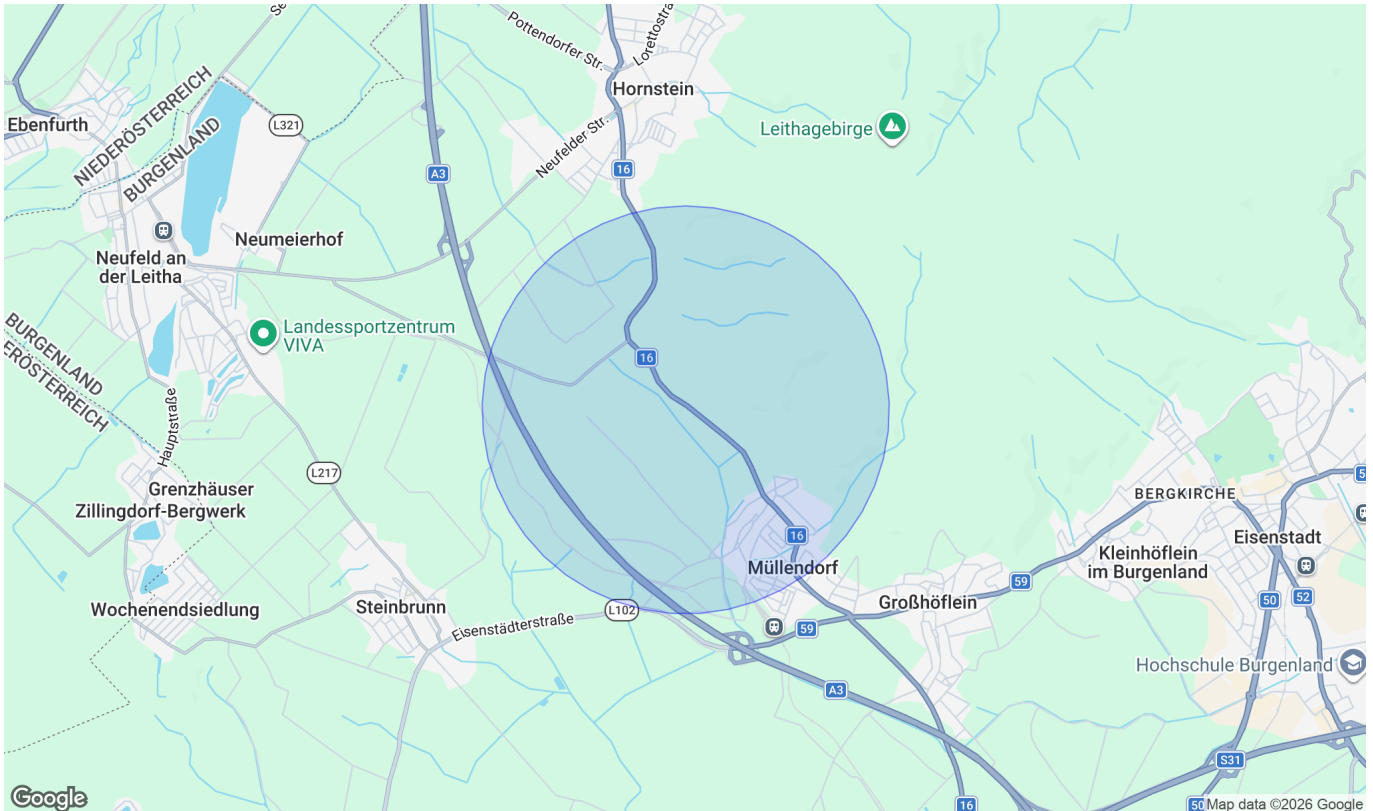 Pottendorfer Str.
Lorettostra
Hornstein
Ebenfurth
NIEDERÖSTERREICH
BURGENLAND
L321
Leithagebirge
Neufelder Str.
A3
16
Neumeierhof
Neufeld an
der Leitha
Landessportzentrum
VIVA
BURGENLAND
ERÖSTERREICH
16
Hauptstraße
L217
Grenzhäuser
Zillingdorf-Bergwerk
BERGKIRCHE
16
Eisenstadt
Kleinhöflein
im Burgenland
Müllendorf
59
Großhöflein
50
52
Wochenendsiedlung
Steinbrunn
L102
Eisenstädterstraße
59
Hochschule Burgenland
A3
S31
Google
16
50
Map data ©2026 Google